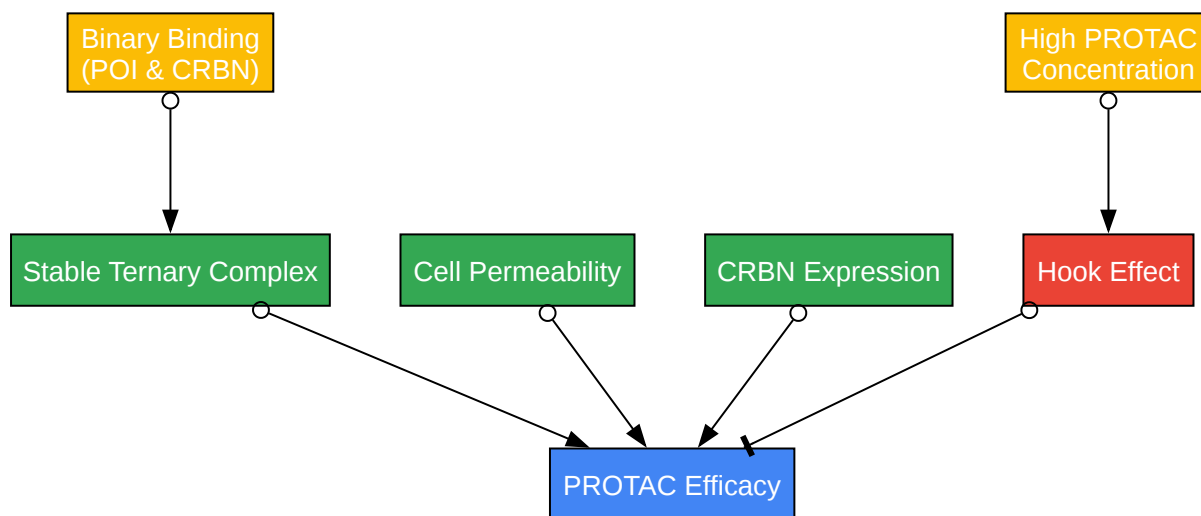 Binary Binding
(POI & CRBN)
High PROTAC
Concentration
Stable Ternary Complex
Cell Permeability
CRBN Expression
Hook Effect
PROTAC Efficacy